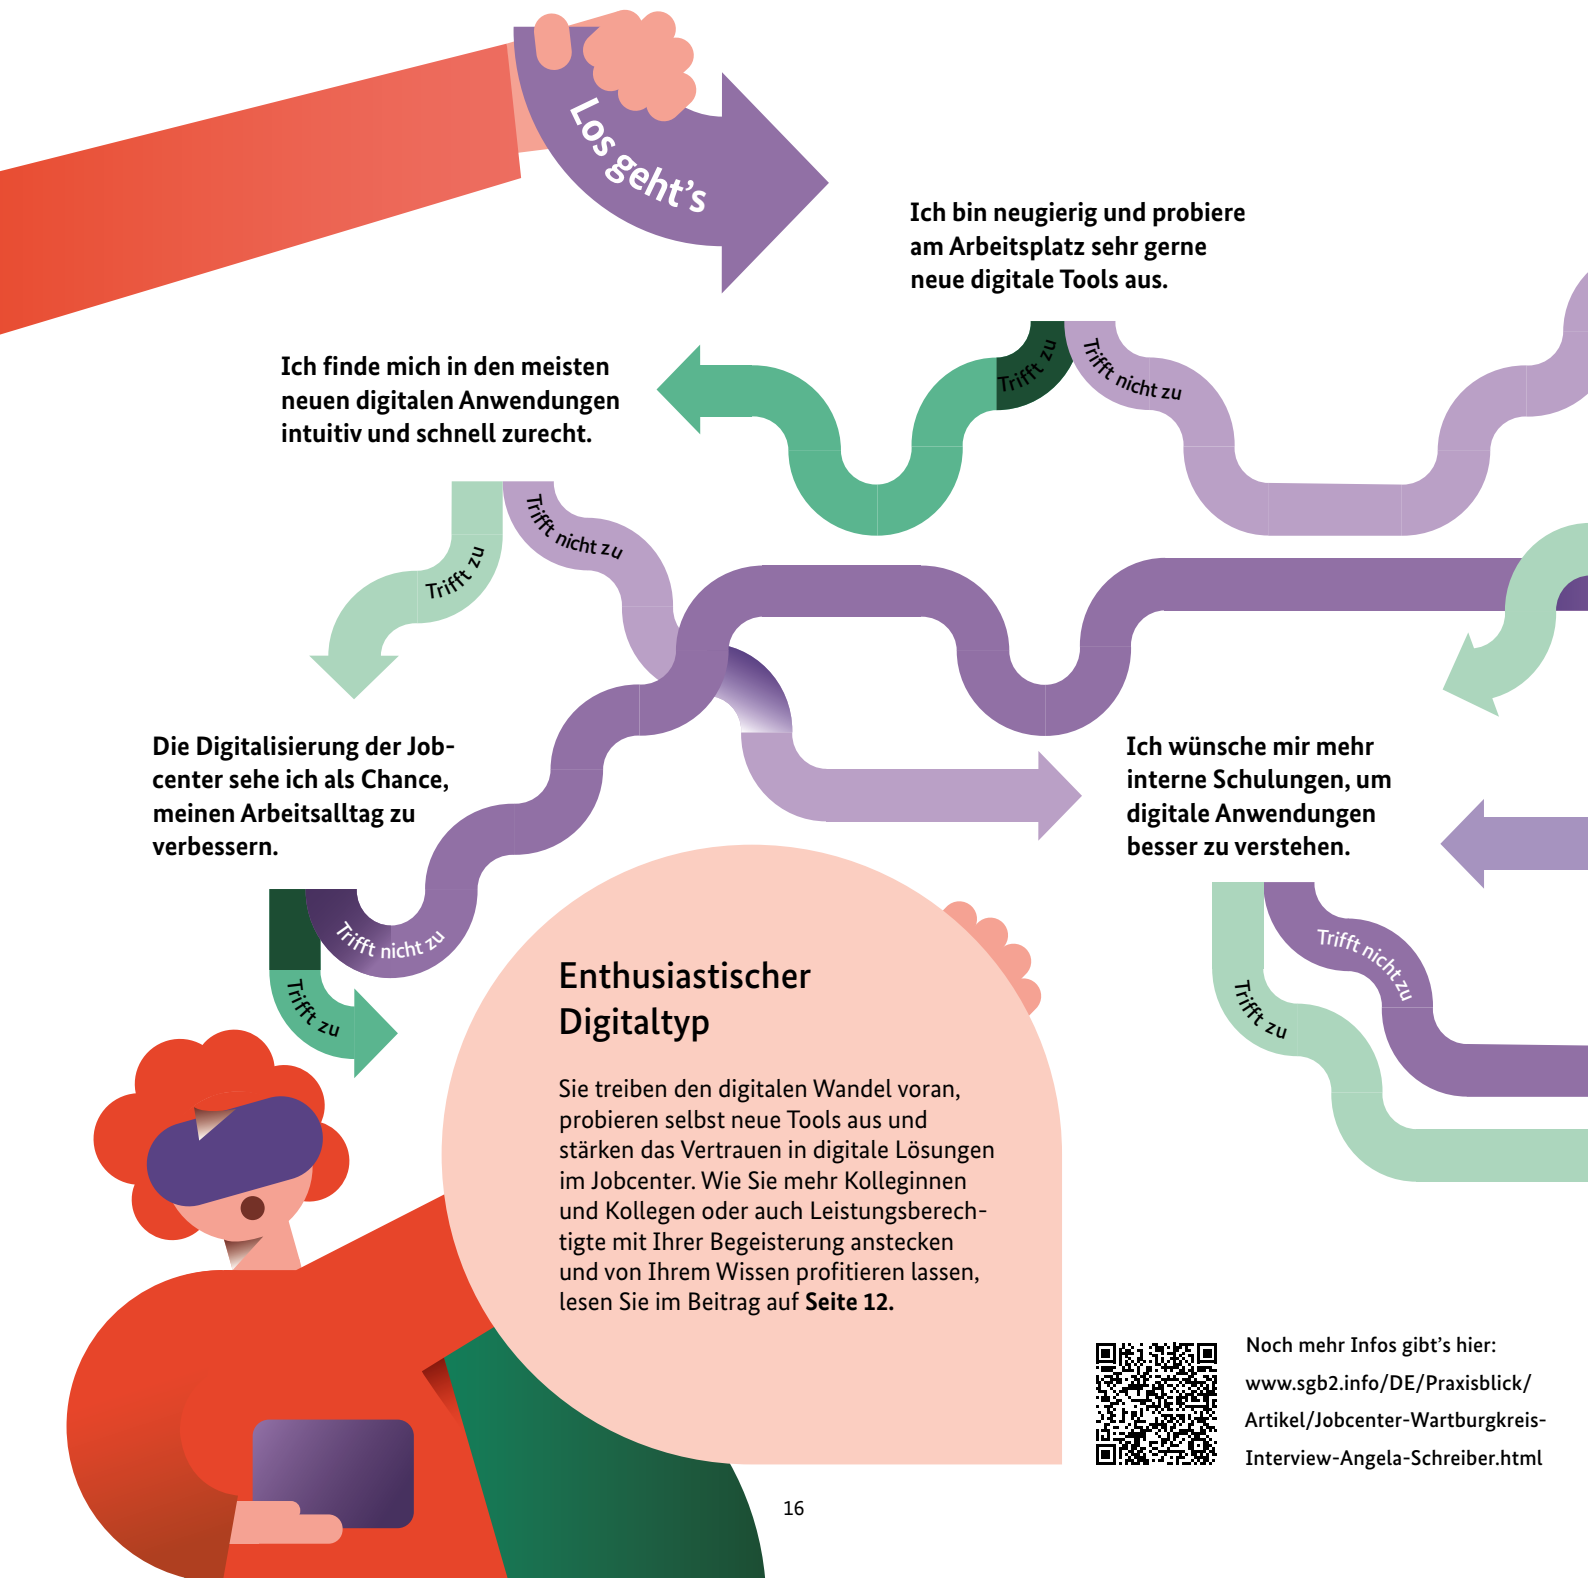 Los geht's
Ich bin neugierig und probiere
am Arbeitsplatz sehr gerne
neue digitale Tools aus.
Trifft zu
Trifft nicht zu
Ich finde mich in den meisten
neuen digitalen Anwendungen
intuitiv und schnell zurecht.
Trifft zu
Trifft nicht zu
Die Digitalisierung der Job-
center sehe ich als Chance,
meinen Arbeitsalltag zu
verbessern.
Trifft zu
Trifft nicht zu
Ich wünsche mir mehr
interne Schulungen, um
digitale Anwendungen
besser zu verstehen.
Trifft zu
Trifft nicht zu
Enthusiastischer
Digitaltyp
Sie treiben den digitalen Wandel voran,
probieren selbst neue Tools aus und
stärken das Vertrauen in digitale Lösungen
im Jobcenter. Wie Sie mehr Kolleginnen
und Kollegen oder auch Leistungsberech-
tigte mit Ihrer Begeisterung anstecken
und von Ihrem Wissen profitieren lassen,
lesen Sie im Beitrag auf Seite 12.
Noch mehr Infos gibt's hier:
www.sgb2.info/DE/Praxisblick/
Artikel/Jobcenter-Wartburgkreis-
Interview-Angela-Schreiber.html
16